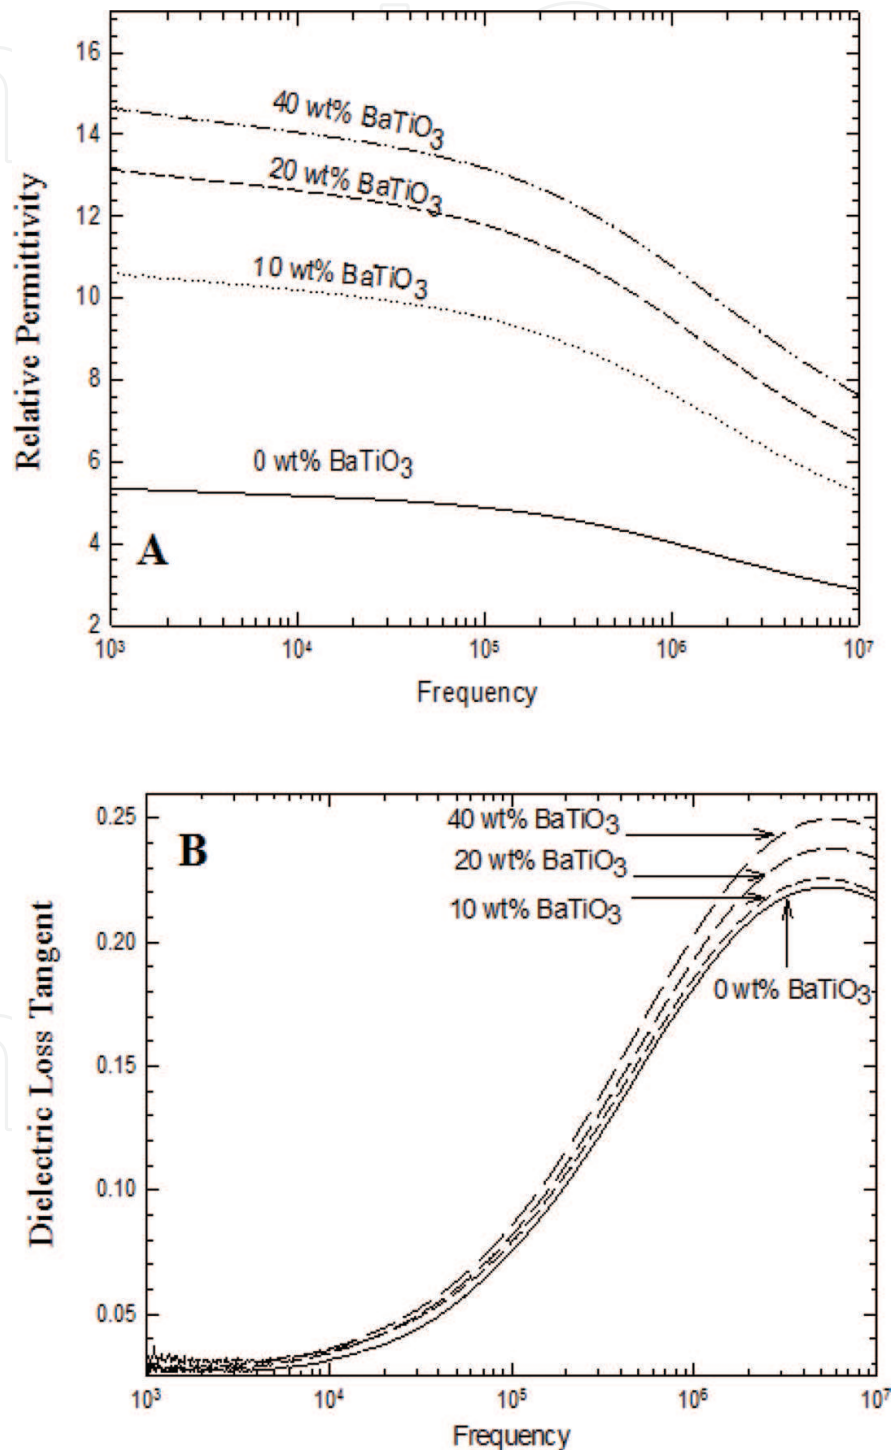 16
14
12
10
8
6
4
2
Relative Permittivity
40 wt% BaTiO₃
20 wt% BaTiO₃
10 wt% BaTiO₃
0 wt% BaTiO₃
A
10³ 10⁴ 10⁵ 10⁶ 10⁷
Frequency
0.25
0.20
0.15
0.10
0.05
Dielectric Loss Tangent
B
40 wt% BaTiO₃
20 wt% BaTiO₃
10 wt% BaTiO₃
0 wt% BaTiO₃
10³ 10⁴ 10⁵ 10⁶ 10⁷
Frequency